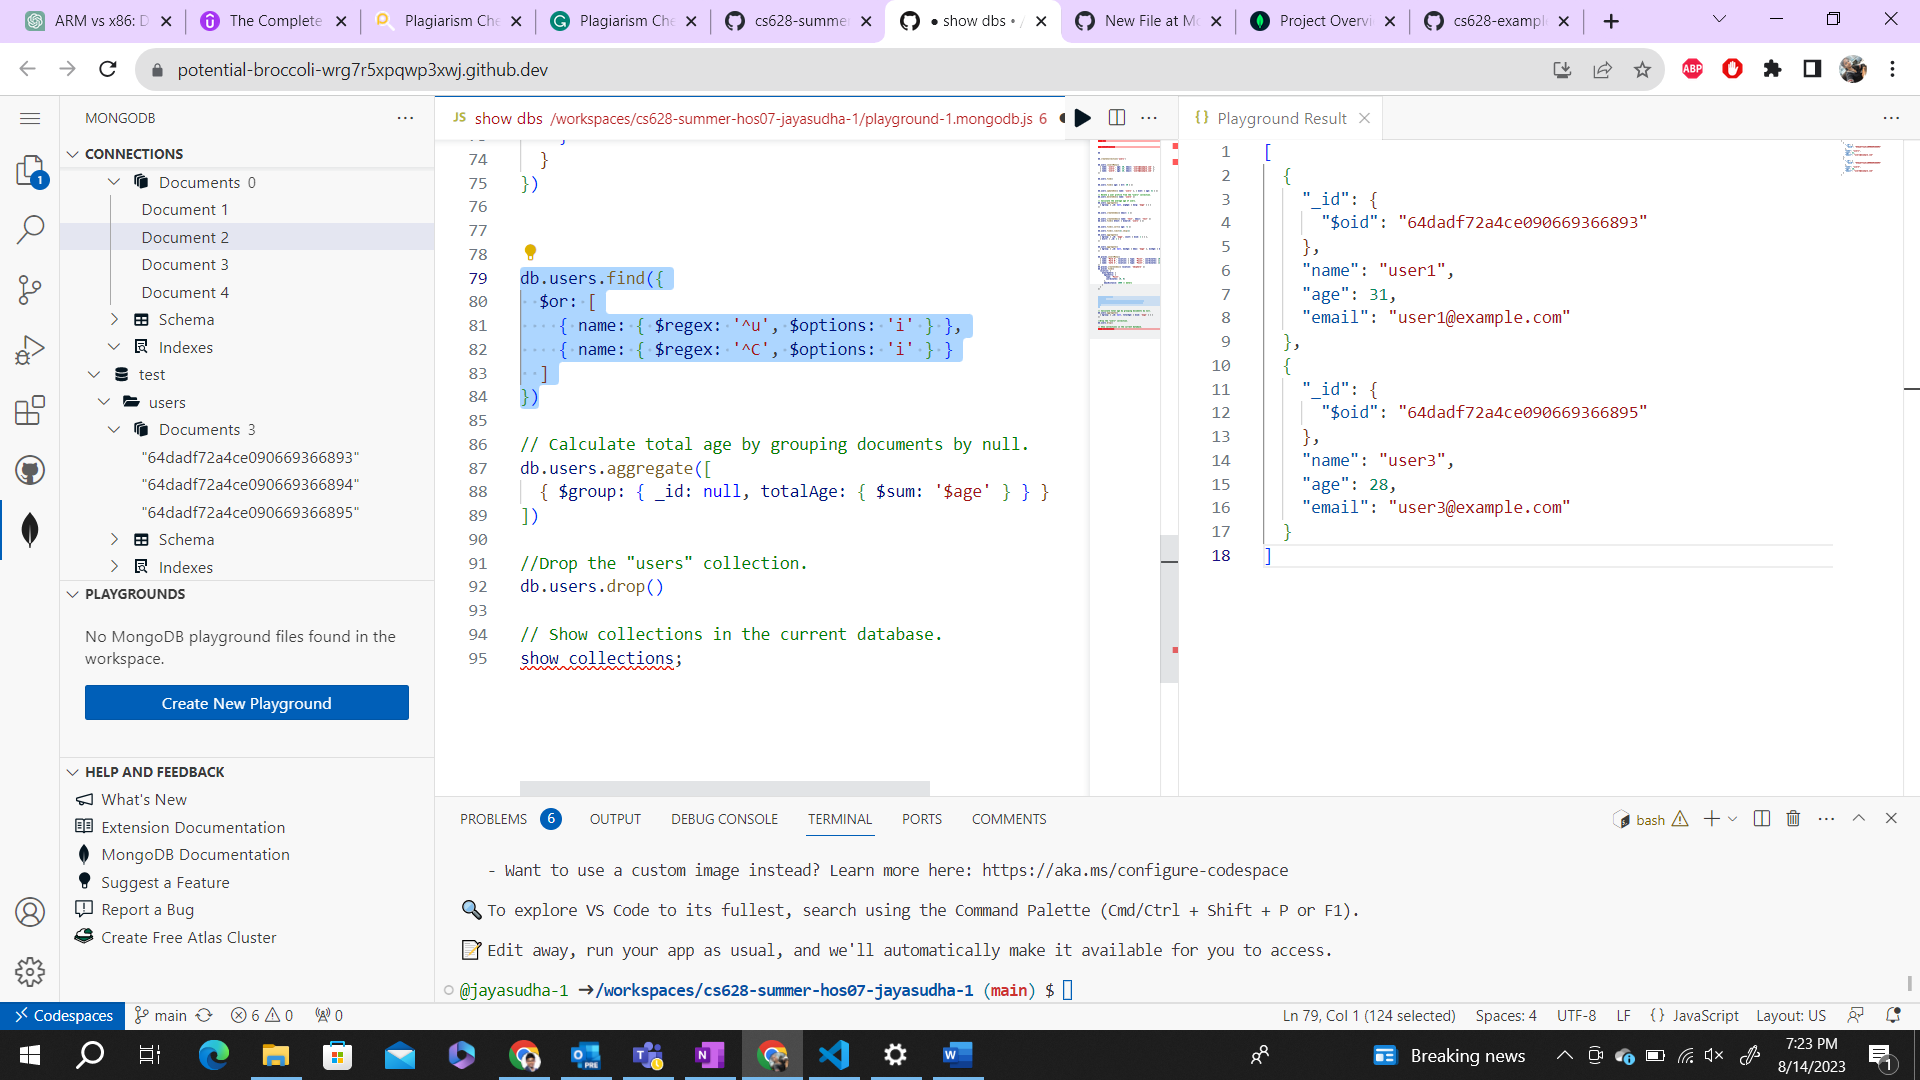 ARM vs x86: D
The Complete
Plagiarism Che
Plagiarism Che
cs628-summer
● show dbs • /
New File at Mo
Project Overvi
cs628-example
potential-broccoli-wrg7r5xpqwp3xwj.github.dev
ABP
MONGODB
CONNECTIONS
Documents 0
Document 1
Document 2
Document 3
Document 4
Schema
Indexes
test
users
Documents 3
"64dadf72a4ce090669366893"
"64dadf72a4ce090669366894"
"64dadf72a4ce090669366895"
Schema
Indexes
PLAYGROUNDS
No MongoDB playground files found in the
workspace.
Create New Playground
HELP AND FEEDBACK
What's New
Extension Documentation
MongoDB Documentation
Suggest a Feature
Report a Bug
Create Free Atlas Cluster
1
JS show dbs /workspaces/cs628-summer-hos07-jayasudha-1/playground-1.mongodb.js 6
74 }
75 })
76
77
78
79 db.users.find({
80 $or: [
81 { name: { $regex: '^u', $options: 'i' } },
82 { name: { $regex: '^C', $options: 'i' } }
83 ]
84 })
85
86 // Calculate total age by grouping documents by null.
87 db.users.aggregate([
88 { $group: { _id: null, totalAge: { $sum: '$age' } } }
89 ])
90
91 //Drop the "users" collection.
92 db.users.drop()
93
94 // Show collections in the current database.
95 show collections;
{} Playground Result
1 [
2 {
3 "_id": {
4 "$oid": "64dadf72a4ce090669366893"
5 },
6 "name": "user1",
7 "age": 31,
8 "email": "user1@example.com"
9 },
10 {
11 "_id": {
12 "$oid": "64dadf72a4ce090669366895"
13 },
14 "name": "user3",
15 "age": 28,
16 "email": "user3@example.com"
17 }
18 ]
PROBLEMS 6 OUTPUT DEBUG CONSOLE TERMINAL PORTS COMMENTS
bash
- Want to use a custom image instead? Learn more here: https://aka.ms/configure-codespace
To explore VS Code to its fullest, search using the Command Palette (Cmd/Ctrl + Shift + P or F1).
Edit away, run your app as usual, and we'll automatically make it available for you to access.
@jayasudha-1 →/workspaces/cs628-summer-hos07-jayasudha-1 (main) $
Codespaces main 6 0 0
Ln 79, Col 1 (124 selected) Spaces: 4 UTF-8 LF {} JavaScript Layout: US
Breaking news
7:23 PM
8/14/2023
1